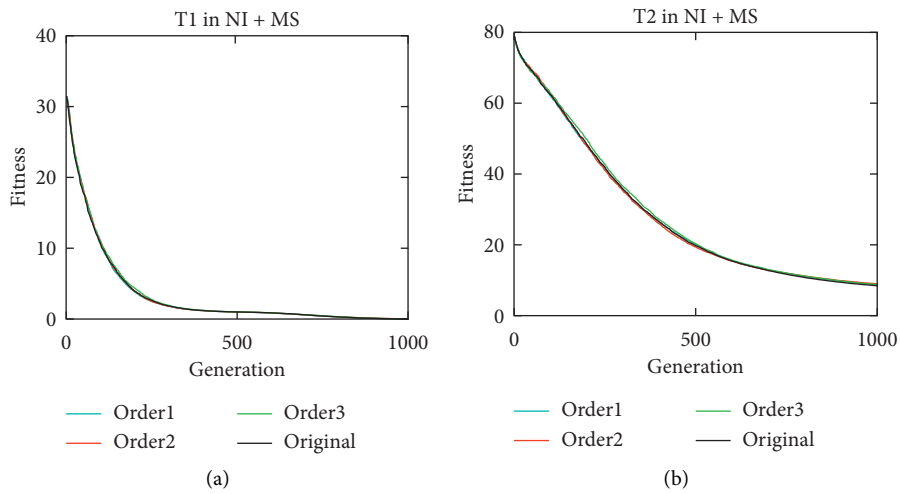 T1 in NI + MS
40
30
20
10
0
Fitness
0 500 1000
Generation
Order1 Order3
Order2 Original
(a)
T2 in NI + MS
80
60
40
20
0
Fitness
0 500 1000
Generation
Order1 Order3
Order2 Original
(b)